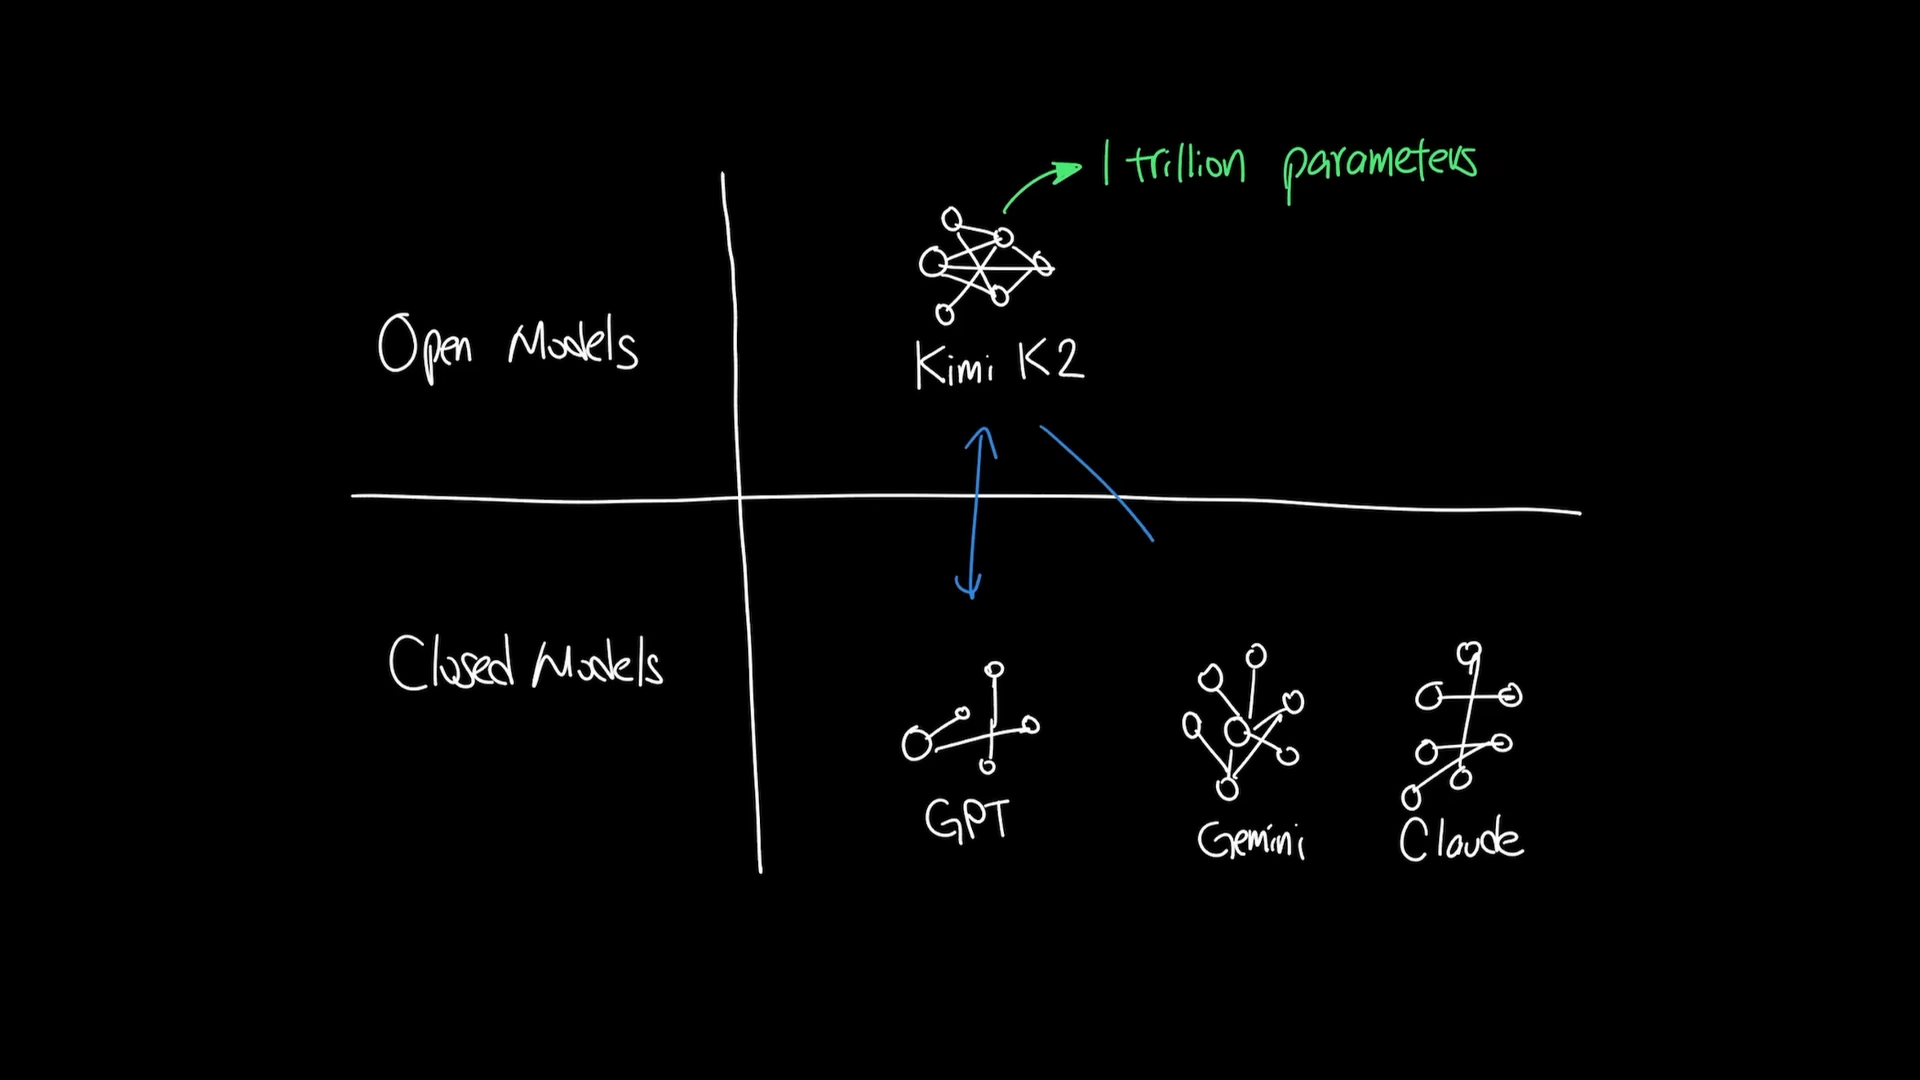 1 trillion parameters
Open Models
Kimi K2
Closed Models
GPT
Gemini
Claude